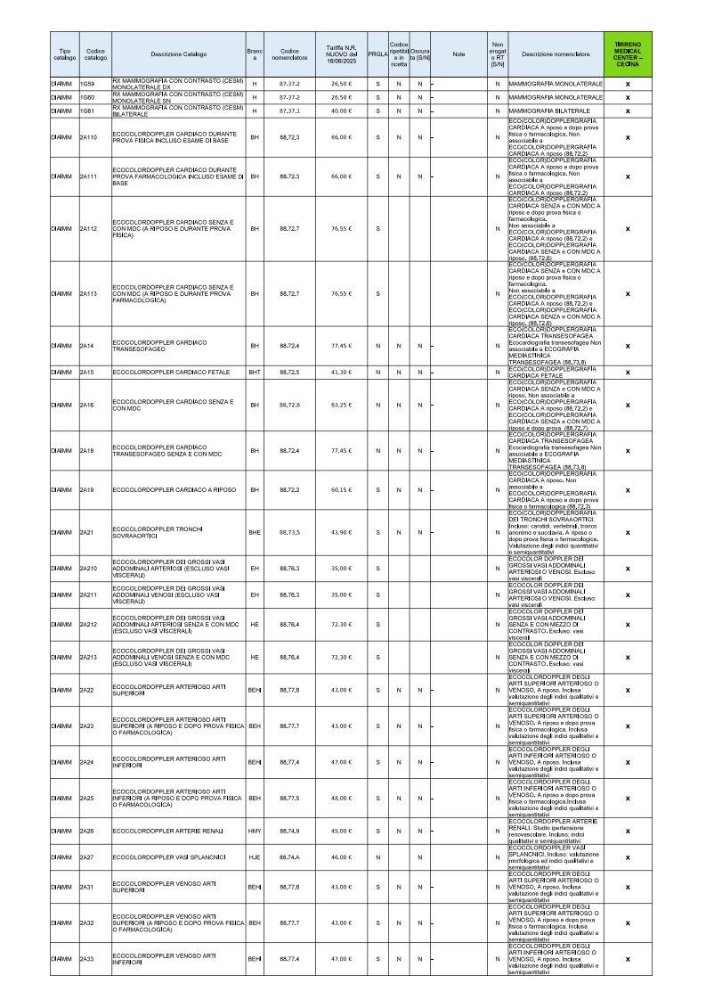 Tipo catalogo | Codice catalogo | Descrizione Catalogo | Branca | Codice nomenclatore | Tariffa N.R. NUOVO dal 16/06/2025 | PRGLA | Codice ripetibile in ricetta | Oscurata [S/N] | Note | Non erogato RT [S/N] | Descrizione nomenclatore | TIRRENO MEDICAL CENTER – CECINA
DIAIMM | 1G59 | RX MAMMOGRAFIA CON CONTRASTO (CESM) MONOLATERALE DX | H | 87.37.2 | 26,50 € | S | N | N | – | N | MAMMOGRAFIA MONOLATERALE | x
DIAIMM | 1G60 | RX MAMMOGRAFIA CON CONTRASTO (CESM) MONOLATERALE SN | H | 87.37.2 | 26,50 € | S | N | N | – | N | MAMMOGRAFIA MONOLATERALE | x
DIAIMM | 1G61 | RX MAMMOGRAFIA CON CONTRASTO (CESM) BILATERALE | H | 87.37.1 | 40,00 € | S | N | N | – | N | MAMMOGRAFIA BILATERALE | x
DIAIMM | 2A110 | ECOCOLORDOPPLER CARDIACO DURANTE PROVA FISICA INCLUSO ESAME DI BASE | BH | 88.72.3 | 66,00 € | S | N | N | – | N | ECO(COLOR)DOPPLERGRAFIA CARDIACA A riposo e dopo prova fisica o farmacologica. Non associabile a ECO(COLOR)DOPPLERGRAFIA CARDIACA A riposo (88.72.2) | x
DIAIMM | 2A111 | ECOCOLORDOPPLER CARDIACO DURANTE PROVA FARMACOLOGICA INCLUSO ESAME DI BASE | BH | 88.72.3 | 66,00 € | S | N | N | – | N | ECO(COLOR)DOPPLERGRAFIA CARDIACA A riposo e dopo prova fisica o farmacologica. Non associabile a ECO(COLOR)DOPPLERGRAFIA CARDIACA A riposo (88.72.2) | x
DIAIMM | 2A112 | ECOCOLORDOPPLER CARDIACO SENZA E CON MDC (A RIPOSO E DURANTE PROVA FISICA) | BH | 88.72.7 | 76,55 € | S | N | ECO(COLOR)DOPPLERGRAFIA CARDIACA SENZA e CON MDC A riposo e dopo prova fisica o farmacologica. Non associabile a ECO(COLOR)DOPPLERGRAFIA CARDIACA A riposo (88.72.2) e ECO(COLOR)DOPPLERGRAFIA CARDIACA SENZA e CON MDC A riposo. (88.72.6) | x
DIAIMM | 2A113 | ECOCOLORDOPPLER CARDIACO SENZA E CON MDC (A RIPOSO E DURANTE PROVA FARMACOLOGICA) | BH | 88.72.7 | 76,55 € | S | N | ECO(COLOR)DOPPLERGRAFIA CARDIACA SENZA e CON MDC A riposo e dopo prova fisica o farmacologica. Non associabile a ECO(COLOR)DOPPLERGRAFIA CARDIACA A riposo (88.72.2) e ECO(COLOR)DOPPLERGRAFIA CARDIACA SENZA e CON MDC A riposo. (88.72.6) | x
DIAIMM | 2A14 | ECOCOLORDOPPLER CARDIACO TRANSESOFAGEO | BH | 88.72.4 | 77,45 € | N | N | N | – | N | ECO(COLOR)DOPPLERGRAFIA CARDIACA TRANSESOFAGEA Ecocardiografia transesofagea Non associabile a ECOGRAFIA MEDIASTINICA TRANSESOFAGEA (88.73.8) | x
DIAIMM | 2A15 | ECOCOLORDOPPLER CARDIACO FETALE | BHT | 88.72.5 | 41,30 € | N | N | N | – | N | ECO(COLOR)DOPPLERGRAFIA CARDIACA FETALE | x
DIAIMM | 2A16 | ECOCOLORDOPPLER CARDIACO SENZA E CON MDC | BH | 88.72.6 | 63,25 € | N | N | N | – | N | ECO(COLOR)DOPPLERGRAFIA CARDIACA SENZA e CON MDC A riposo. Non associabile a ECO(COLOR)DOPPLERGRAFIA CARDIACA A riposo (88.72.2) e ECO(COLOR)DOPPLERGRAFIA CARDIACA SENZA e CON MDC A riposo e dopo prova (88.72.7) | x
DIAIMM | 2A18 | ECOCOLORDOPPLER CARDIACO TRANSESOFAGEO SENZA E CON MDC | BH | 88.72.4 | 77,45 € | N | N | N | – | N | ECO(COLOR)DOPPLERGRAFIA CARDIACA TRANSESOFAGEA Ecocardiografia transesofagea Non associabile a ECOGRAFIA MEDIASTINICA TRANSESOFAGEA (88.73.8) | x
DIAIMM | 2A19 | ECOCOLORDOPPLER CARDIACO A RIPOSO | BH | 88.72.2 | 60,15 € | S | N | N | – | N | ECO(COLOR)DOPPLERGRAFIA CARDIACA A riposo. Non associabile a ECO(COLOR)DOPPLERGRAFIA CARDIACA A riposo e dopo prova fisica o farmacologica (88.72.3) | x
DIAIMM | 2A21 | ECOCOLORDOPPLER TRONCHI SOVRAAORTICI | BHE | 88.73.5 | 43,90 € | S | N | N | – | N | ECO(COLOR)DOPPLERGRAFIA DEI TRONCHI SOVRAAORTICI. Incluso: carotidi, vertebrali, tronco anonimo e succlavia. A riposo o dopo prova fisica o farmacologica. Valutazione degli indici quantitativi e semiquantitativi | x
DIAIMM | 2A210 | ECOCOLORDOPPLER DEI GROSSI VASI ADDOMINALI ARTERIOSI (ESCLUSO VASI VISCERALI) | EH | 88.76.3 | 35,00 € | S | N | ECOCOLOR DOPPLER DEI GROSSI VASI ADDOMINALI ARTERIOSI O VENOSI. Escluso: vasi viscerali | x
DIAIMM | 2A211 | ECOCOLORDOPPLER DEI GROSSI VASI ADDOMINALI VENOSI (ESCLUSO VASI VISCERALI) | EH | 88.76.3 | 35,00 € | S | N | ECOCOLOR DOPPLER DEI GROSSI VASI ADDOMINALI ARTERIOSI O VENOSI. Escluso: vasi viscerali | x
DIAIMM | 2A212 | ECOCOLORDOPPLER DEI GROSSI VASI ADDOMINALI ARTERIOSI SENZA E CON MDC (ESCLUSO VASI VISCERALI) | HE | 88.76.4 | 72,30 € | S | N | ECOCOLOR DOPPLER DEI GROSSI VASI ADDOMINALI SENZA E CON MEZZO DI CONTRASTO. Escluso: vasi viscerali | x
DIAIMM | 2A213 | ECOCOLORDOPPLER DEI GROSSI VASI ADDOMINALI VENOSI SENZA E CON MDC (ESCLUSO VASI VISCERALI) | HE | 88.76.4 | 72,30 € | S | N | ECOCOLOR DOPPLER DEI GROSSI VASI ADDOMINALI SENZA E CON MEZZO DI CONTRASTO. Escluso: vasi viscerali | x
DIAIMM | 2A22 | ECOCOLORDOPPLER ARTERIOSO ARTI SUPERIORI | BEHI | 88.77.6 | 43,00 € | S | N | N | – | N | ECOCOLORDOPPLER DEGLI ARTI SUPERIORI ARTERIOSO O VENOSO, A riposo. Inclusa valutazione degli indici qualitativi e semiquantitativi | x
DIAIMM | 2A23 | ECOCOLORDOPPLER ARTERIOSO ARTI SUPERIORI (A RIPOSO E DOPO PROVA FISICA O FARMACOLOGICA) | BEH | 88.77.7 | 43,00 € | S | N | N | – | N | ECOCOLORDOPPLER DEGLI ARTI SUPERIORI ARTERIOSO O VENOSO, A riposo e dopo prova fisica o farmacologica. Inclusa valutazione degli indici qualitativi e semiquantitativi | x
DIAIMM | 2A24 | ECOCOLORDOPPLER ARTERIOSO ARTI INFERIORI | BEHI | 88.77.4 | 47,00 € | S | N | N | – | N | ECOCOLORDOPPLER DEGLI ARTI INFERIORI ARTERIOSO O VENOSO, A riposo. Inclusa valutazione degli indici qualitativi e semiquantitativi | x
DIAIMM | 2A25 | ECOCOLORDOPPLER ARTERIOSO ARTI INFERIORI (A RIPOSO E DOPO PROVA FISICA O FARMACOLOGICA) | BEH | 88.77.5 | 48,00 € | S | N | N | – | N | ECOCOLORDOPPLER DEGLI ARTI INFERIORI ARTERIOSO O VENOSO, A riposo e dopo prova fisica o farmacologica.Inclusa valutazione degli indici qualitativi e semiquantitativi | x
DIAIMM | 2A26 | ECOCOLORDOPPLER ARTERIE RENALI | HMY | 88.74.9 | 45,00 € | S | N | N | – | N | ECOCOLORDOPPLER ARTERIE RENALI. Studio ipertensione renovascolare. Incluso: indici qualitativi e semiquantitativi | x
DIAIMM | 2A27 | ECOCOLORDOPPLER VASI SPLANCNICI | HJE | 88.74.A | 46,00 € | N | N | – | N | ECOCOLORDOPPLER VASI SPLANCNICI. Incluso: valutazione morfologica ed indici qualitativi e semiquantitativi | x
DIAIMM | 2A31 | ECOCOLORDOPPLER VENOSO ARTI SUPERIORI | BEHI | 88.77.6 | 43,00 € | S | N | N | – | N | ECOCOLORDOPPLER DEGLI ARTI SUPERIORI ARTERIOSO O VENOSO, A riposo. Inclusa valutazione degli indici qualitativi e semiquantitativi | x
DIAIMM | 2A32 | ECOCOLORDOPPLER VENOSO ARTI SUPERIORI (A RIPOSO E DOPO PROVA FISICA O FARMACOLOGICA) | BEH | 88.77.7 | 43,00 € | S | N | N | – | N | ECOCOLORDOPPLER DEGLI ARTI SUPERIORI ARTERIOSO O VENOSO, A riposo e dopo prova fisica o farmacologica. Inclusa valutazione degli indici qualitativi e semiquantitativi | x
DIAIMM | 2A33 | ECOCOLORDOPPLER VENOSO ARTI INFERIORI | BEHI | 88.77.4 | 47,00 € | S | N | N | – | N | ECOCOLORDOPPLER DEGLI ARTI INFERIORI ARTERIOSO O VENOSO, A riposo. Inclusa valutazione degli indici qualitativi e semiquantitativi | x